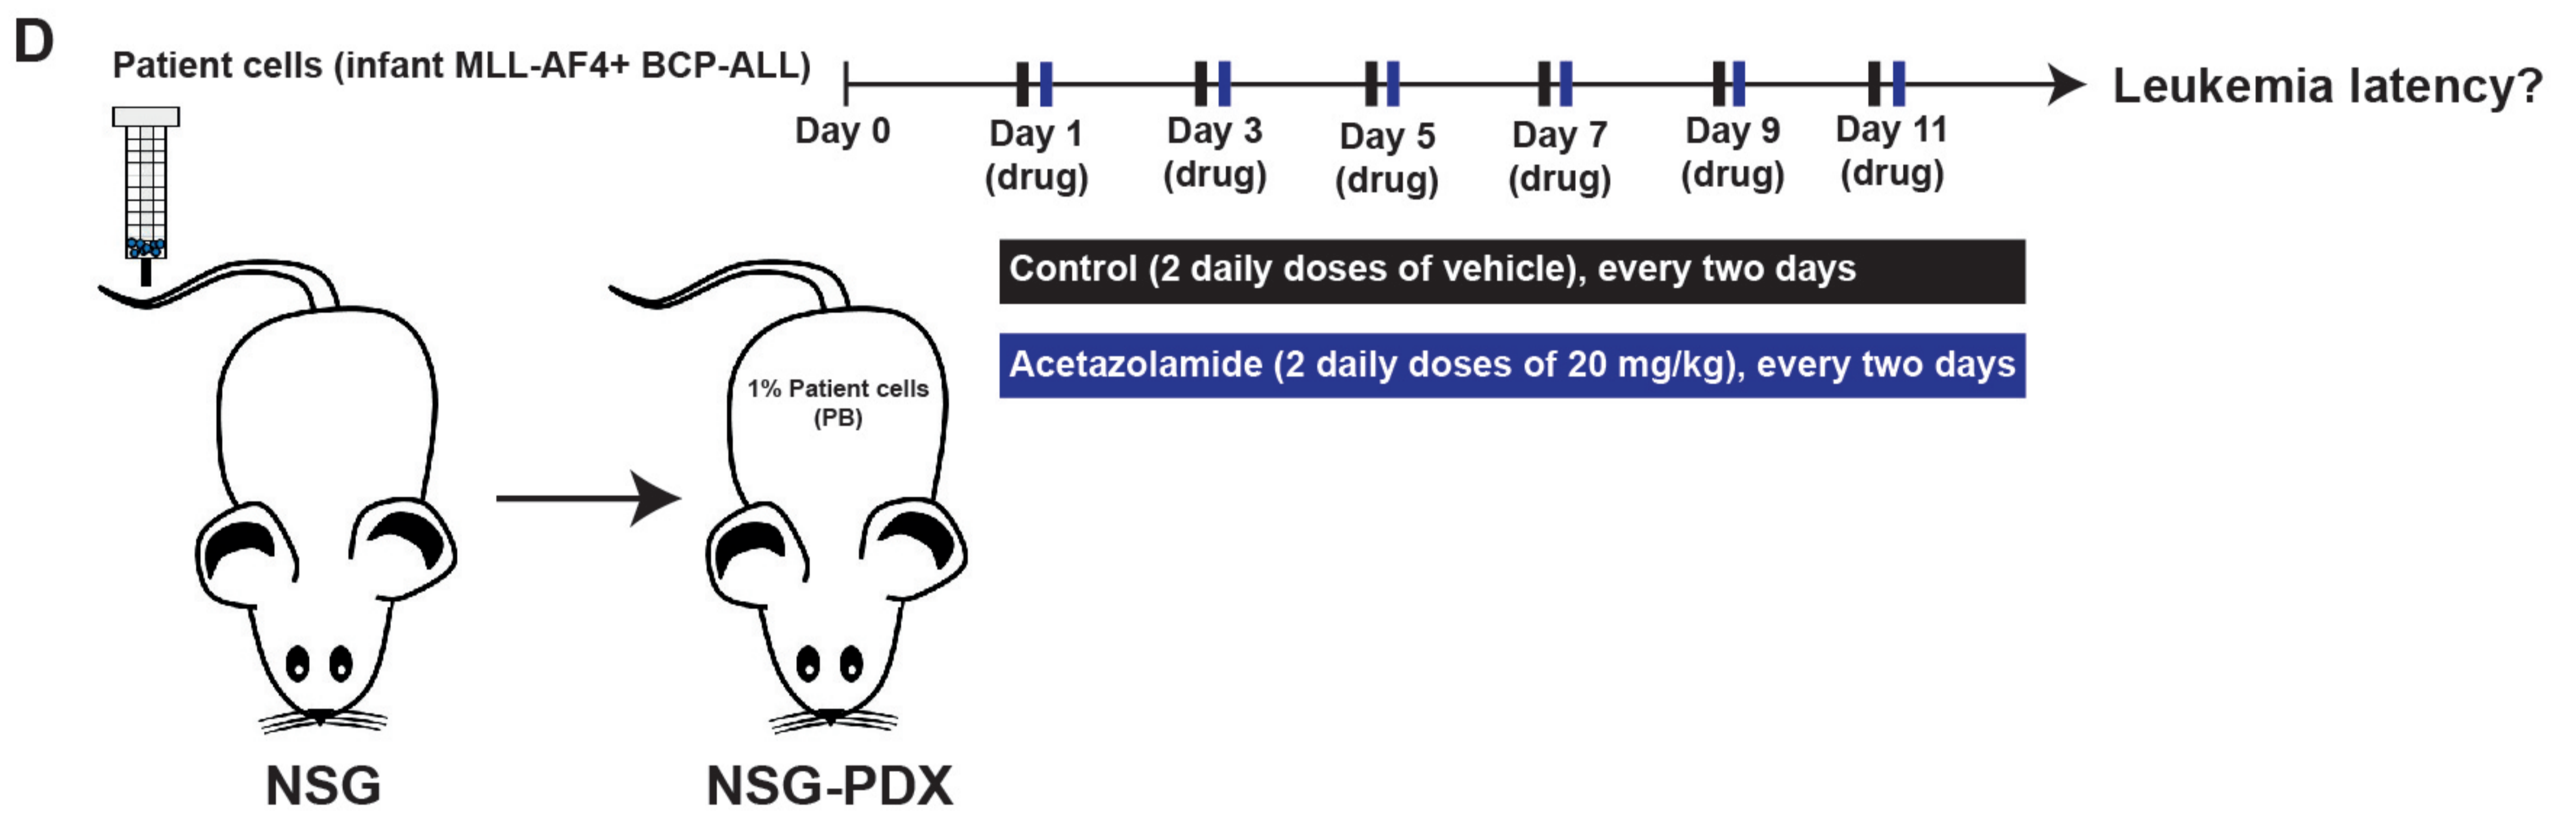 D
Patient cells (infant MLL-AF4+ BCP-ALL)
Leukemia latency?
Day 0
Day 1
(drug)
Day 3
(drug)
Day 5
(drug)
Day 7
(drug)
Day 9
(drug)
Day 11
(drug)
Control (2 daily doses of vehicle), every two days
Acetazolamide (2 daily doses of 20 mg/kg), every two days
1% Patient cells
(PB)
NSG
NSG-PDX